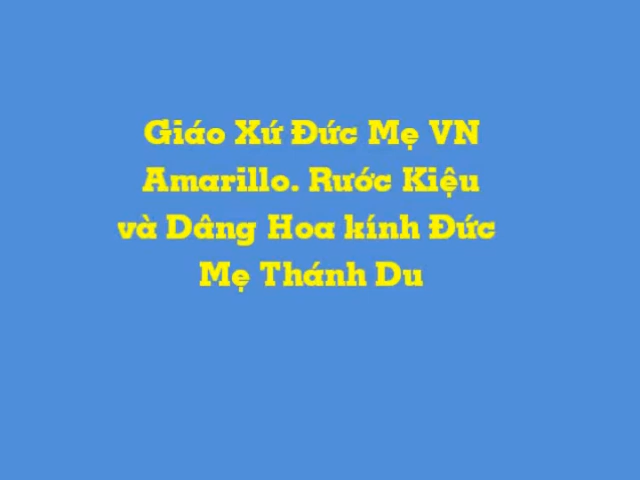 Giáo Xứ Đức Mẹ VN
Amarillo. Rước Kiệu
và Dâng Hoa kính Đức
Mẹ Thánh Du